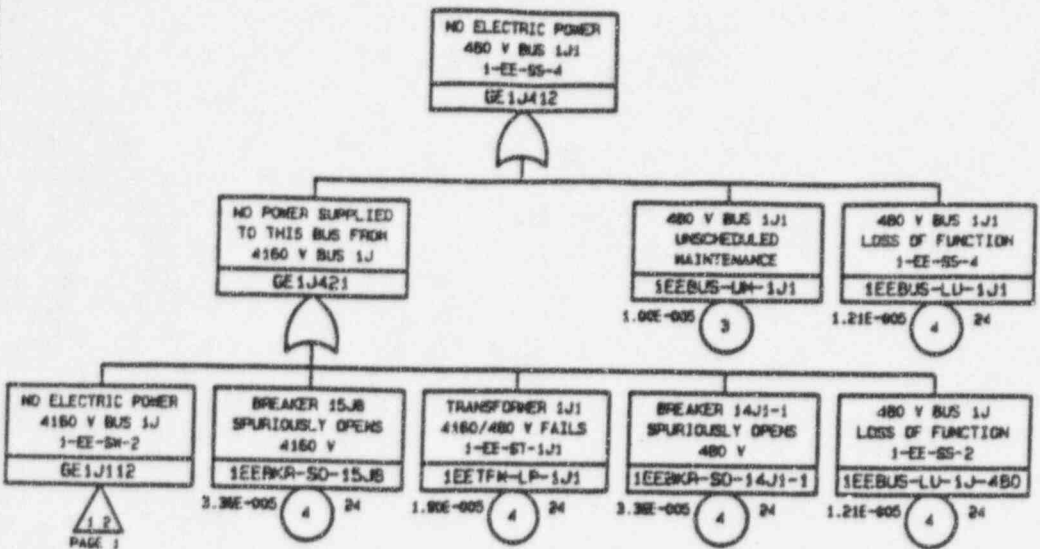 NO ELECTRIC POWER
480 V BUS 1J1
1-EE-SS-4
GE1J412
NO POWER SUPPLIED
TO THIS BUS FROM
4160 V BUS 1J
GE1J421
480 V BUS 1J1
UNSCHEDULED
MAINTENANCE
1EEBUS-UM-1J1
1.00E-005
3
480 V BUS 1J1
LOSS OF FUNCTION
1-EE-SS-4
1EEBUS-LU-1J1
1.21E-005
4
24
NO ELECTRIC POWER
4160 V BUS 1J
1-EE-SW-2
GE1J112
1.2
PAGE 1
BREAKER 15J8
SPURIOUSLY OPENS
4160 V
1EEBKR-SO-15J8
3.36E-005
4
24
TRANSFORMER 1J1
4160/480 V FAILS
1-EE-ST-1J1
1EETFM-LP-1J1
4
24
BREAKER 14J1-1
SPURIOUSLY OPENS
480 V
1EEBKR-SO-14J1-1
3.36E-005
4
24
480 V BUS 1J
LOSS OF FUNCTION
1-EE-SS-2
1EEBUS-LU-1J-480
1.21E-005
4
24